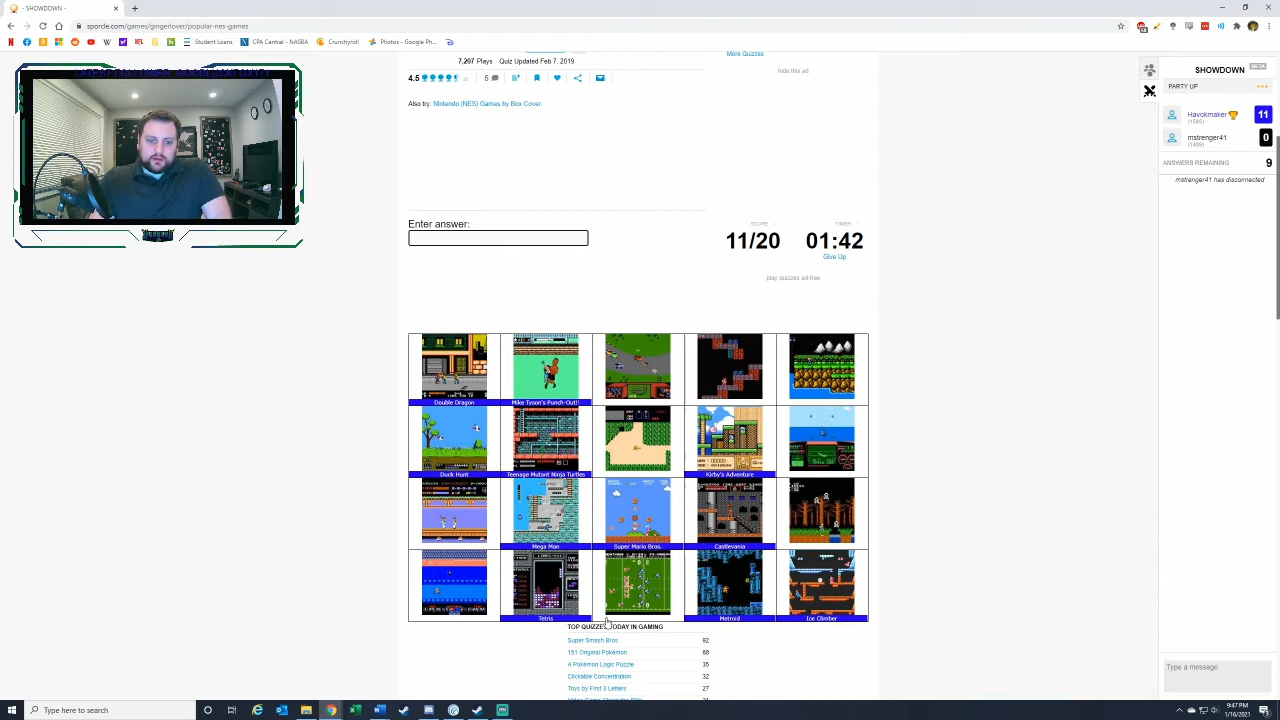 - SHOWDOWN -
sporcle.com/games/gingerlover/popular-nes-games
Student Loans
CPA Central - NASBA
Crunchyroll
Photos - Google Ph...
7,207 Plays Quiz Updated Feb 7, 2019
More Quizzes
hide this ad
4.5
5
Also try: Nintendo (NES) Games by Box Cover
SHOWDOWN BETA
PARTY UP
Havokmaker 11
(1585)
mstrenger41 0
(1489)
ANSWERS REMAINING 9
mstrenger41 has disconnected
Enter answer:
SCORE TIMER
11/20 01:42
Give Up
play quizzes ad-free
Double Dragon Mike Tyson's Punch-Out!!
Duck Hunt Teenage Mutant Ninja Turtles Kirby's Adventure
Mega Man Super Mario Bros. Castlevania
Tetris Metroid Ice Climber
TOP QUIZZES TODAY IN GAMING
Super Smash Bros. 92
151 Original Pokémon 68
A Pokémon Logic Puzzle 35
Clickable Concentration 32
Toys by First 3 Letters 27
Type a message
Type here to search
9:47 PM
1/16/2021